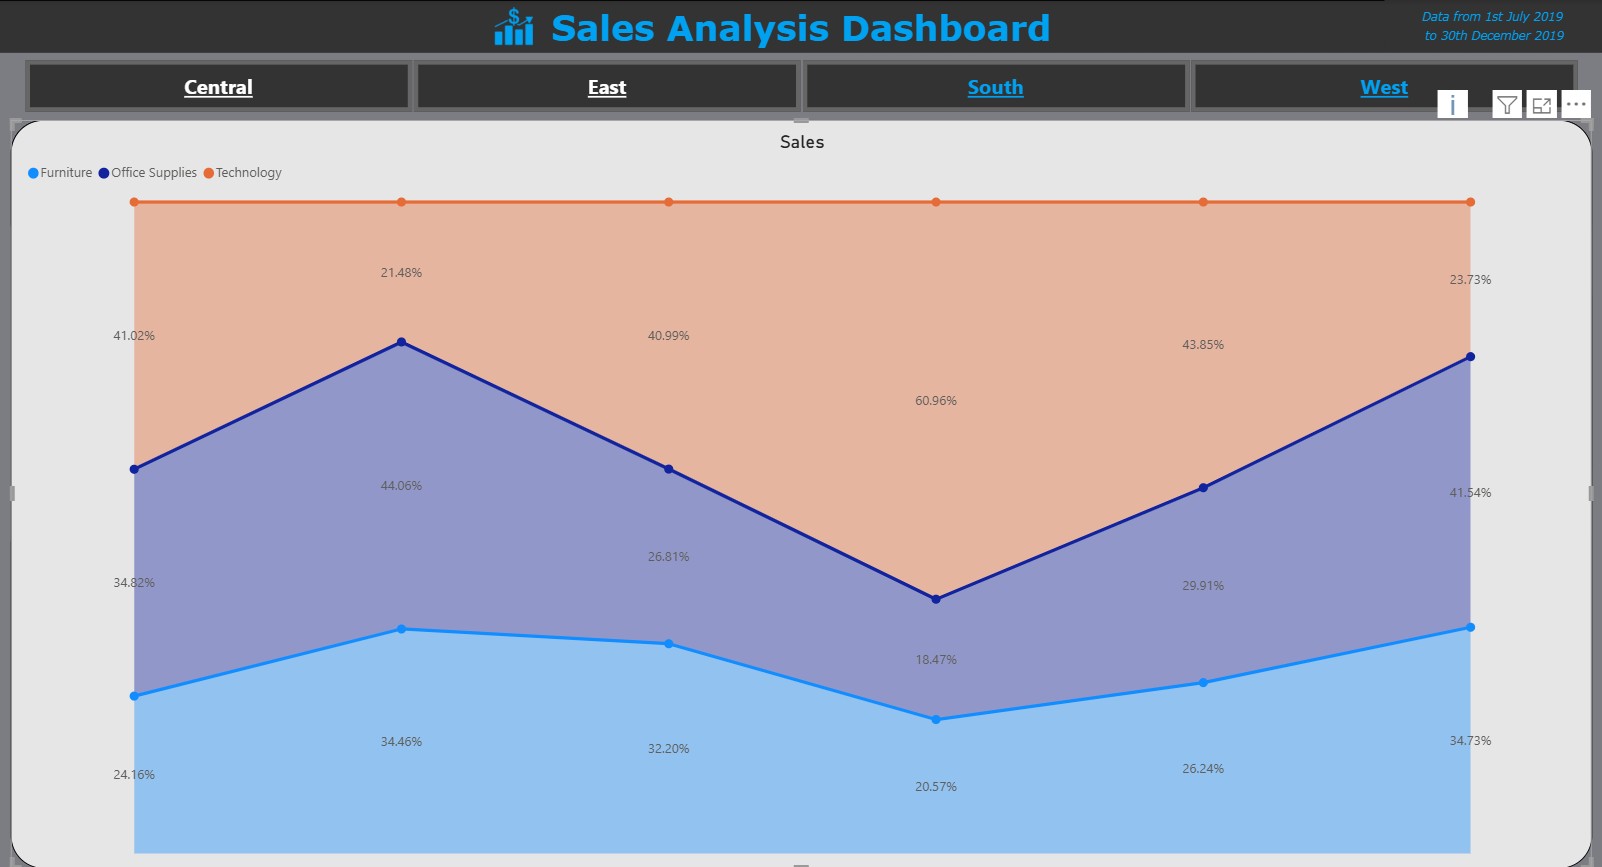 $
Sales Analysis Dashboard
Data from 1st July 2019
to 30th December 2019
Central
East
South
West
i
Sales
Furniture
Office Supplies
Technology
21.48%
23.73%
41.02%
40.99%
43.85%
60.96%
44.06%
41.54%
26.81%
34.82%
29.91%
18.47%
34.46%
34.73%
32.20%
26.24%
24.16%
20.57%